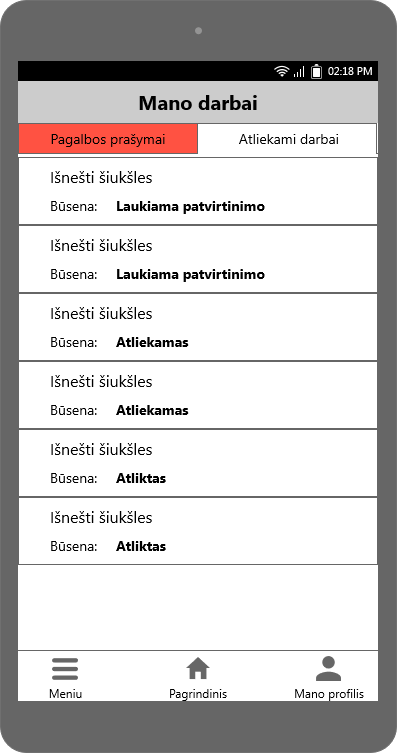 02:18 PM
Mano darbai
Pagalbos prašymai Atliekami darbai
Išnešti šiukšles
Būsena: Laukiama patvirtinimo
Išnešti šiukšles
Būsena: Laukiama patvirtinimo
Išnešti šiukšles
Būsena: Atliekamas
Išnešti šiukšles
Būsena: Atliekamas
Išnešti šiukšles
Būsena: Atliktas
Išnešti šiukšles
Būsena: Atliktas
Meniu Pagrindinis Mano profilis